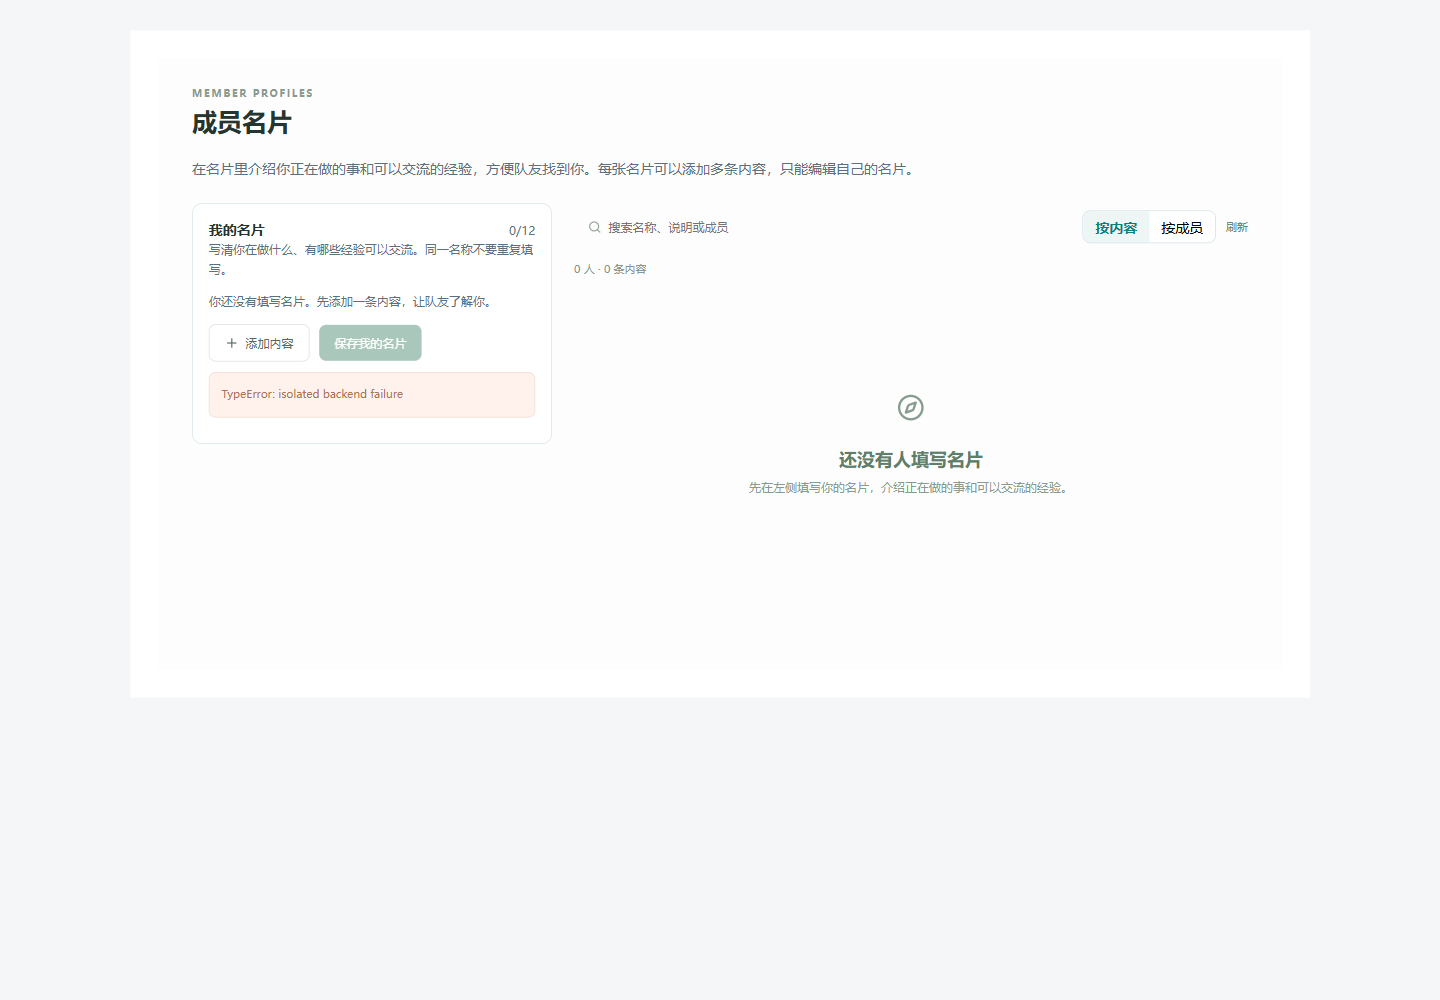 MEMBER PROFILES
成员名片
在名片里介绍你正在做的事和可以交流的经验，方便队友找到你。每张名片可以添加多条内容，只能编辑自己的名片。
我的名片 0/12
写清你在做什么、有哪些经验可以交流。同一名称不要重复填
写。
你还没有填写名片。先添加一条内容，让队友了解你。
添加内容 保存我的名片
TypeError: isolated backend failure
搜索名称、说明或成员 按内容 按成员 刷新
0 人 · 0 条内容
还没有人填写名片
先在左侧填写你的名片，介绍正在做的事和可以交流的经验。